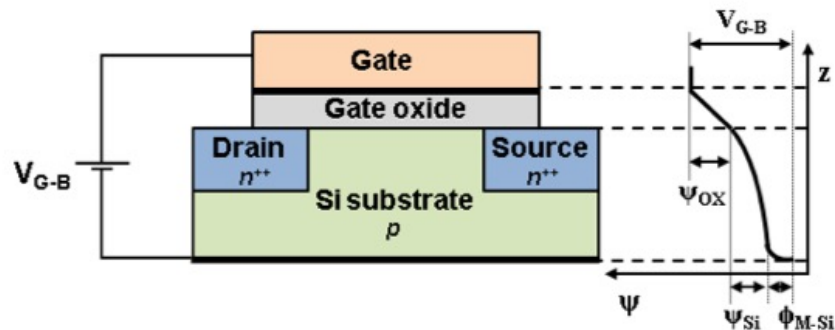 V_G-B
Gate
Z
Gate oxide
Drain
n++
Source
n++
V_G-B
Ψ_OX
Si substrate
p
Ψ
Ψ_Si
ϕ_M-Si